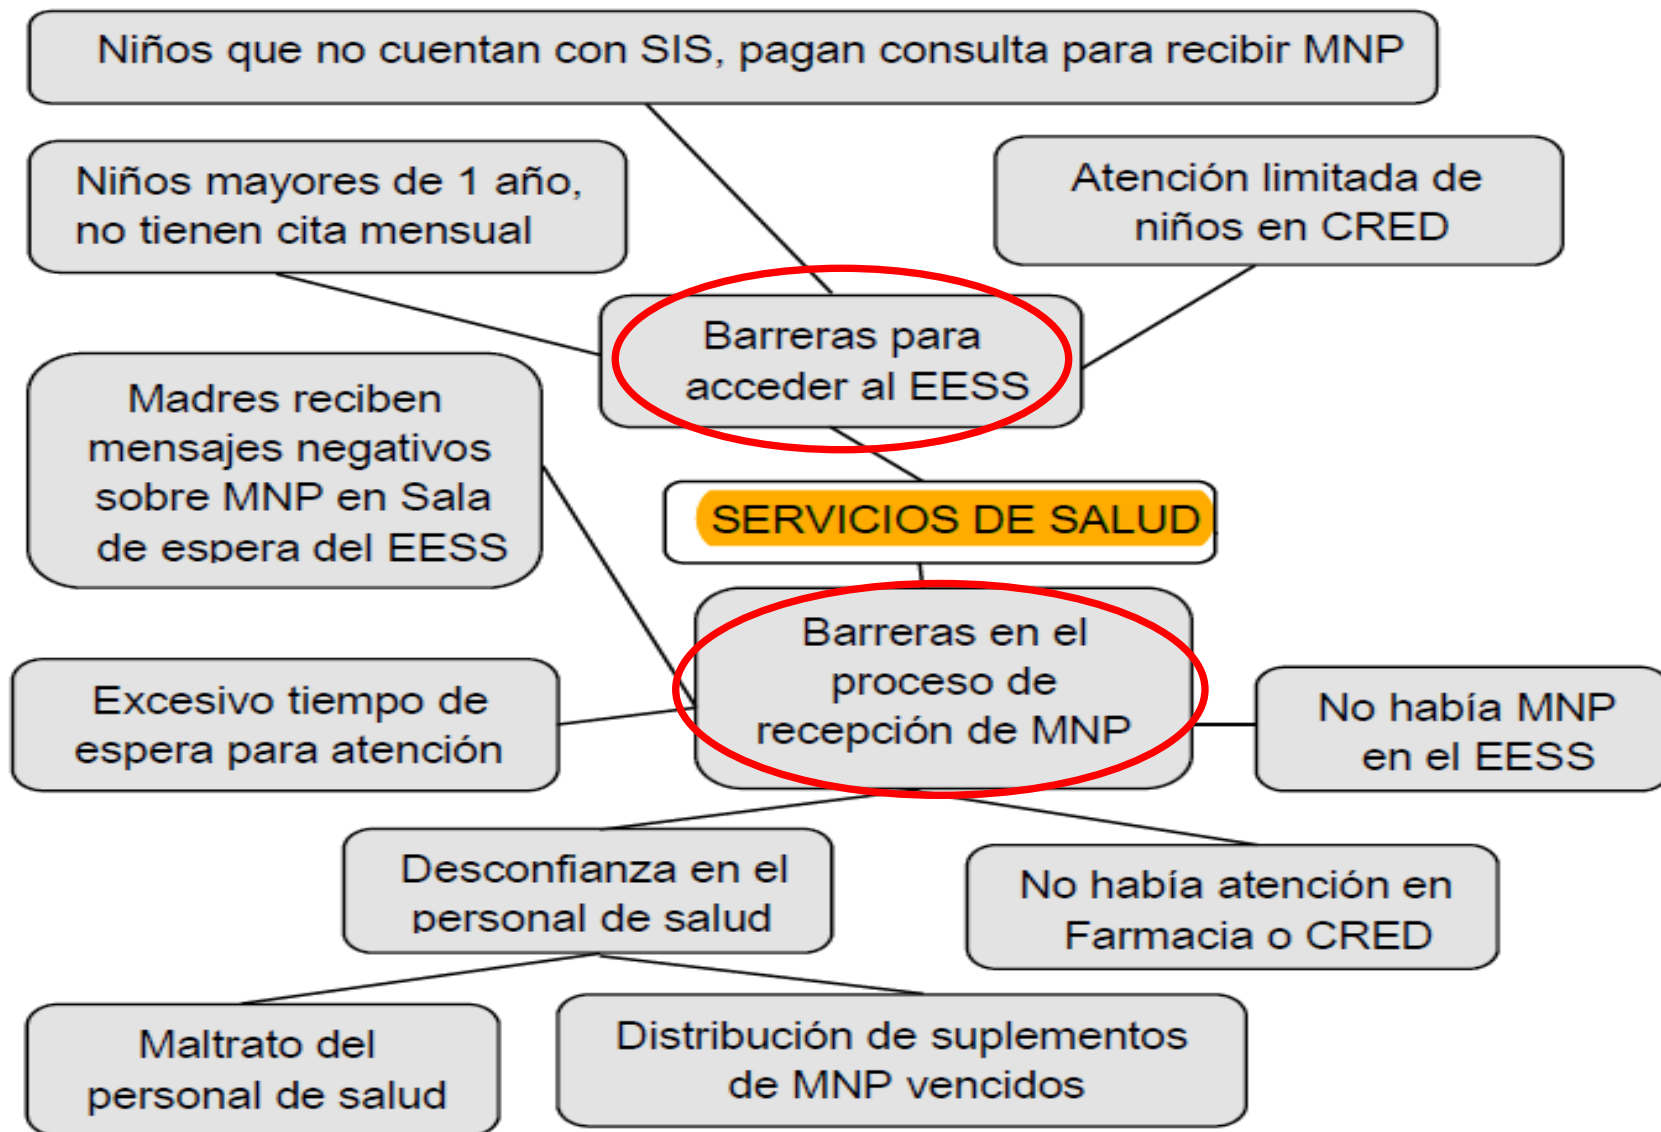 Niños que no cuentan con SIS, pagan consulta para recibir MNP
Niños mayores de 1 año,
no tienen cita mensual
Atención limitada de
niños en CRED
Barreras para
acceder al EESS
Madres reciben
mensajes negativos
sobre MNP en Sala
de espera del EESS
SERVICIOS DE SALUD
Barreras en el
proceso de
recepción de MNP
Excesivo tiempo de
espera para atención
No había MNP
en el EESS
Desconfianza en el
personal de salud
No había atención en
Farmacia o CRED
Maltrato del
personal de salud
Distribución de suplementos
de MNP vencidos